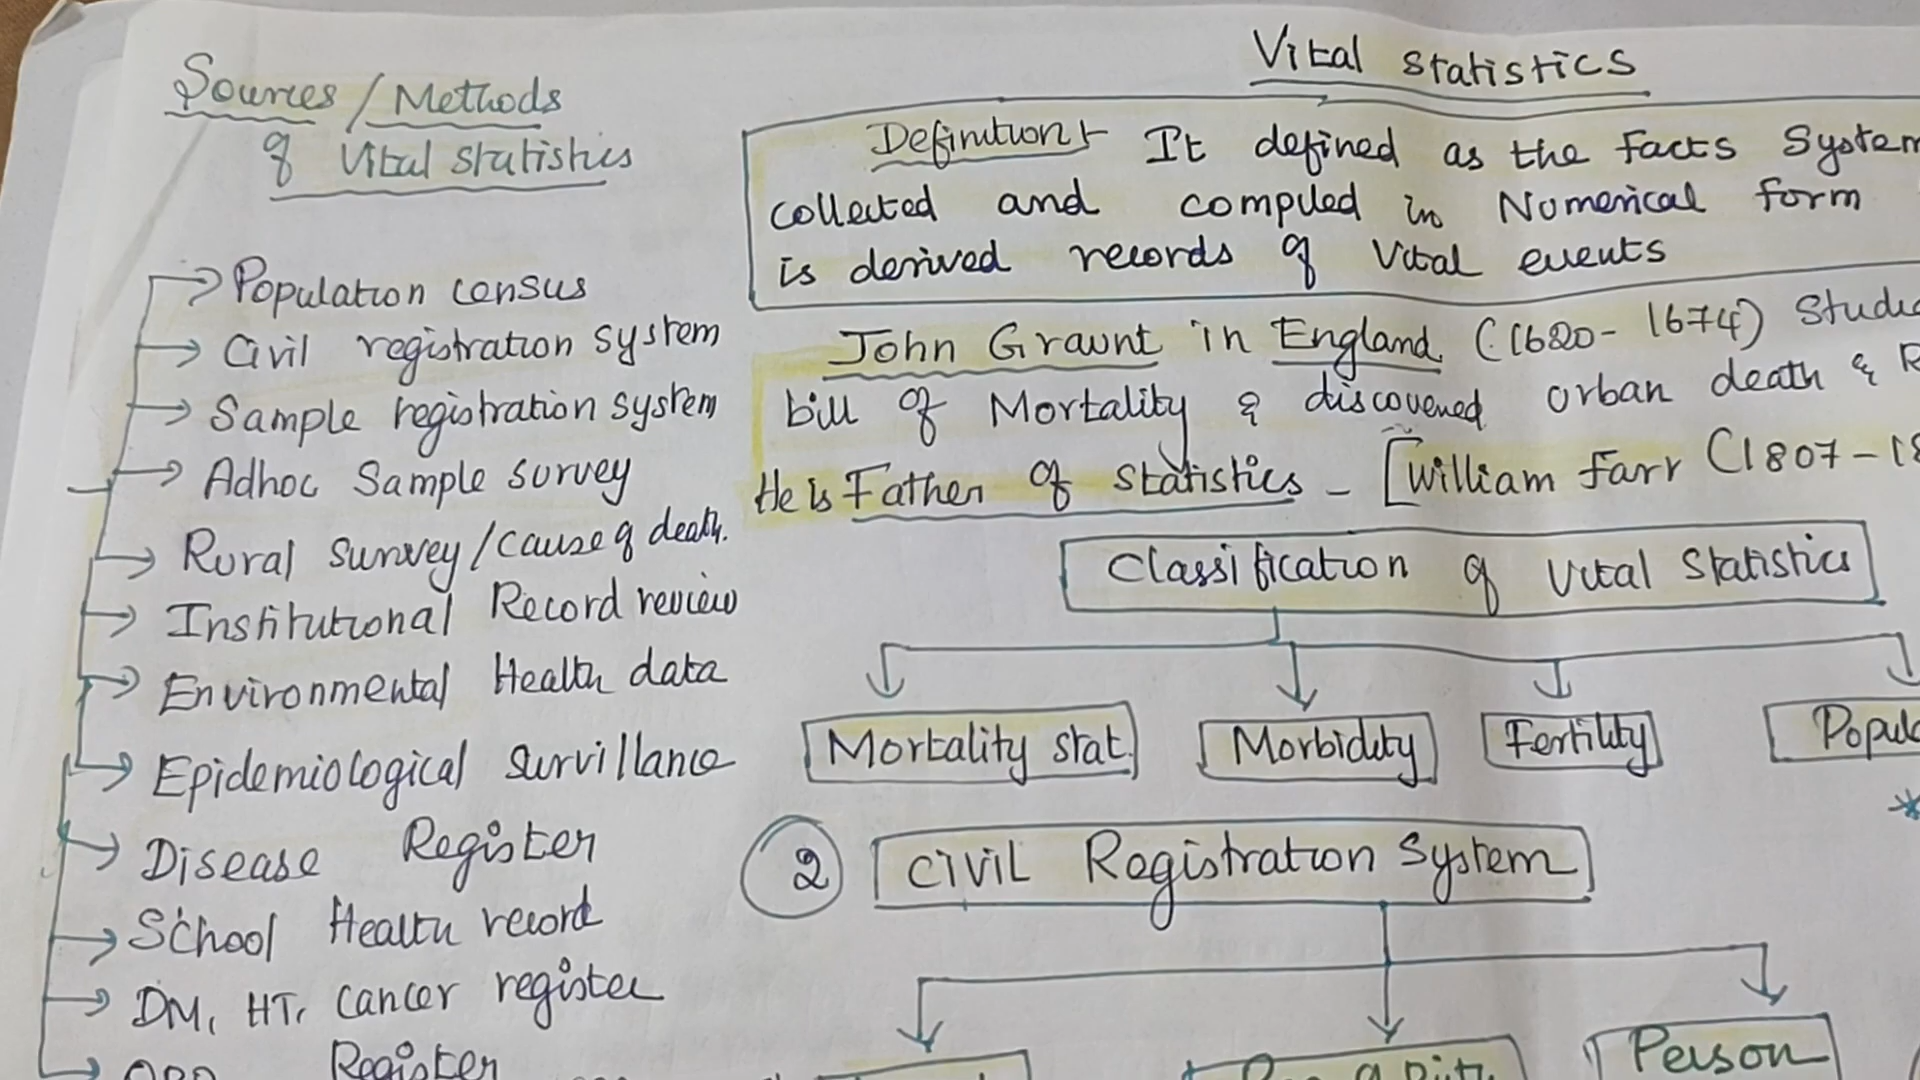 Sources / Methods
of Vital statistics
Population census
Civil registration system
Sample registration system
Adhoc Sample survey
Rural survey / cause of death.
Institutional Record review
Environmental Health data
Epidemiological survillance
Disease Register
School Health record
DM, HT, cancer register
Register
Vital statistics
Definition It defined as the facts System
collected and compiled in Numerical form
is derived records of Vital events
John Graunt in England (1620- 1674) Studie
bill of Mortality & discovered urban death & R
He is Father of statistics - [William Farr (1807-18
Classification of Vital Statistics
Mortality stat.
Morbidity
Fertility
Popula
2 CIVIL Registration System
Person